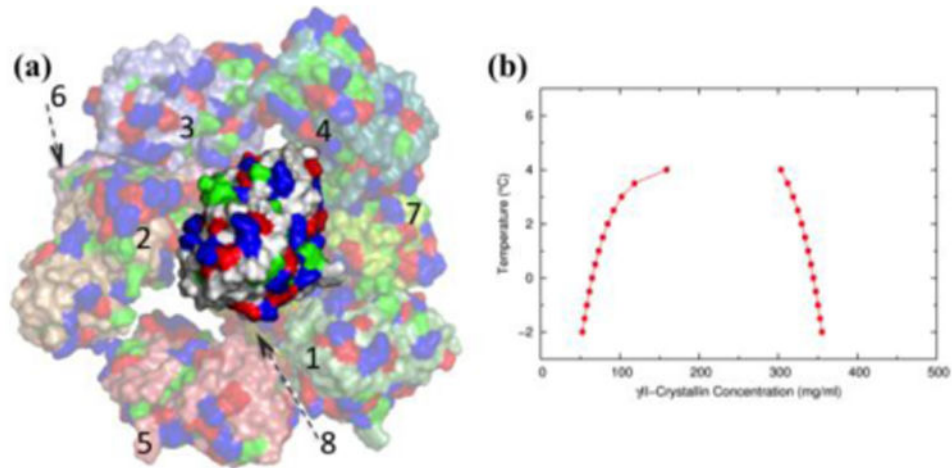 (a)
6
3
4
2
7
1
5
8
(b)
Temperature (°C)
6
4
2
0
−2
0 100 200 300 400 500
γII−Crystallin Concentration (mg/ml)